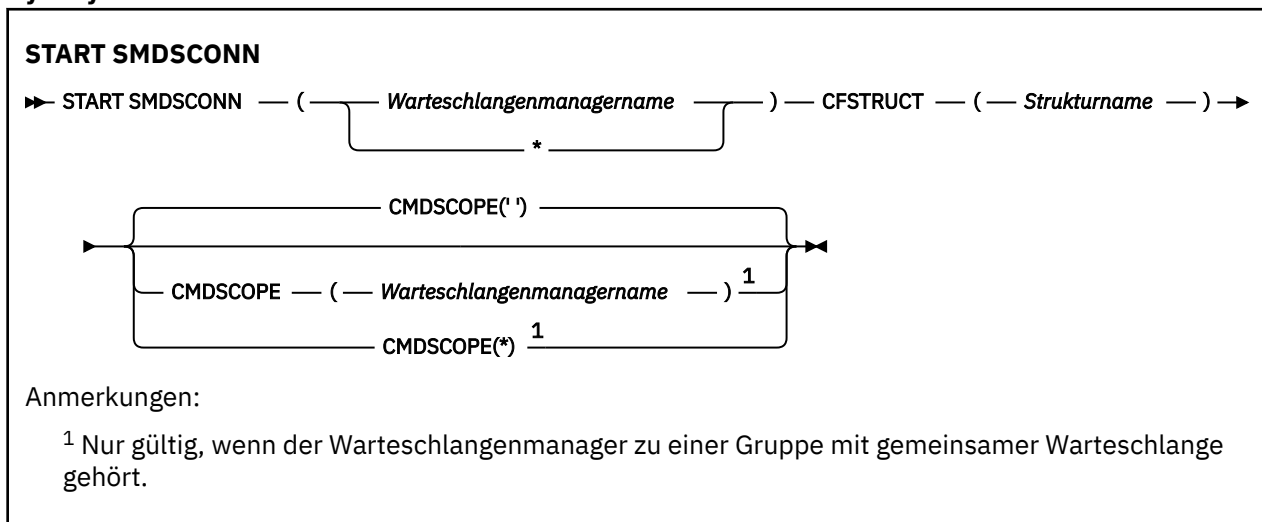 START SMDSCONN
START SMDSCONN ( Warteschlangenmanagername ) CFSTRUCT ( Strukturname )
*
CMDSCOPE(' ')
CMDSCOPE ( Warteschlangenmanagername ) 1
CMDSCOPE(*) 1
Anmerkungen:
1 Nur gültig, wenn der Warteschlangenmanager zu einer Gruppe mit gemeinsamer Warteschlange
gehört.